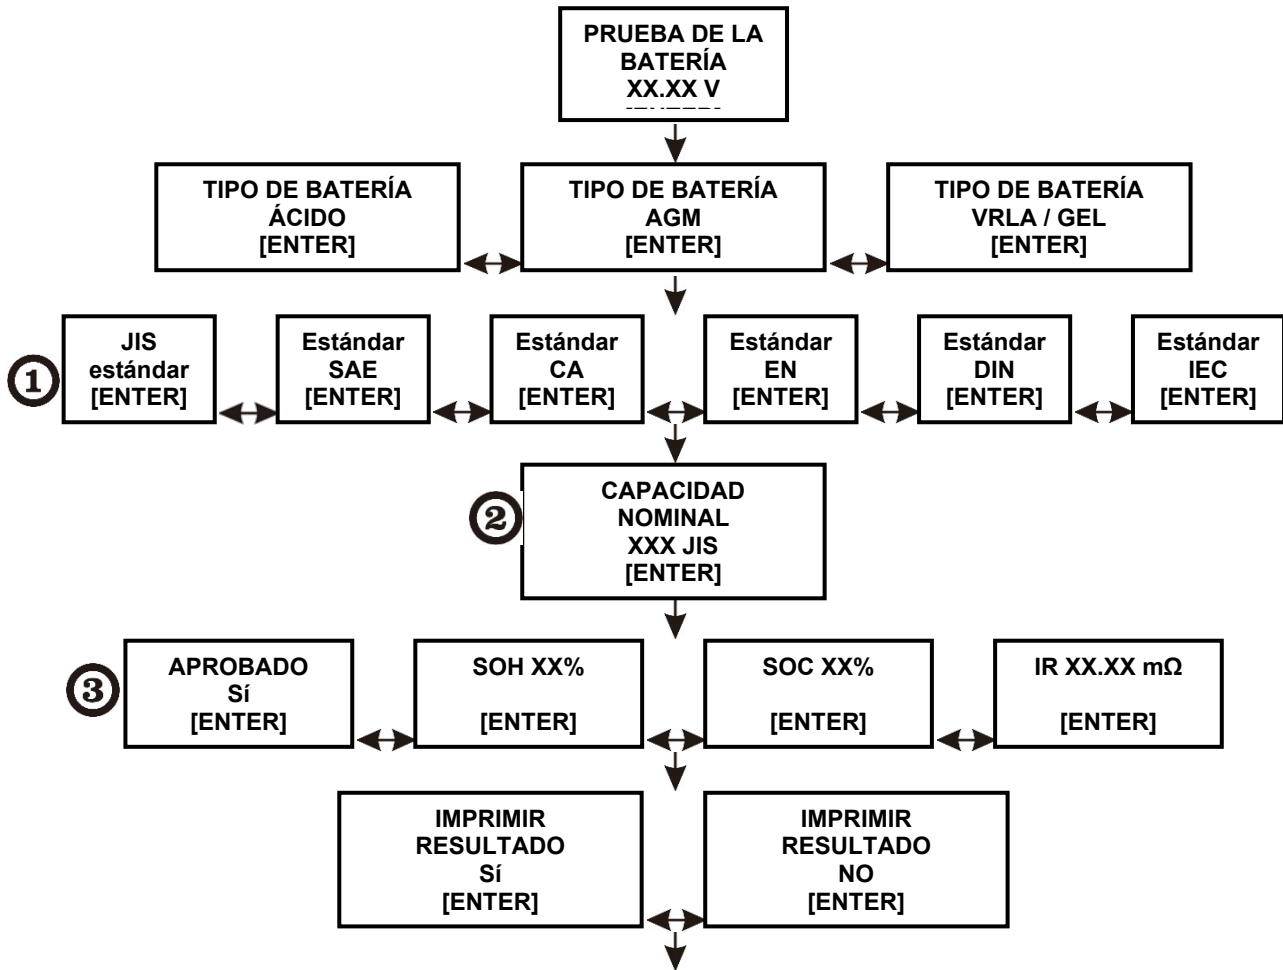 PRUEBA DE LA
BATERÍA
XX.XX V
TIPO DE BATERÍA
ÁCIDO
[ENTER]
TIPO DE BATERÍA
AGM
[ENTER]
TIPO DE BATERÍA
VRLA / GEL
[ENTER]
1
JIS
estándar
[ENTER]
Estándar
SAE
[ENTER]
Estándar
CA
[ENTER]
Estándar
EN
[ENTER]
Estándar
DIN
[ENTER]
Estándar
IEC
[ENTER]
2
CAPACIDAD
NOMINAL
XXX JIS
[ENTER]
3
APROBADO
Sí
[ENTER]
SOH XX%
[ENTER]
SOC XX%
[ENTER]
IR XX.XX mΩ
[ENTER]
IMPRIMIR
RESULTADO
Sí
[ENTER]
IMPRIMIR
RESULTADO
NO
[ENTER]